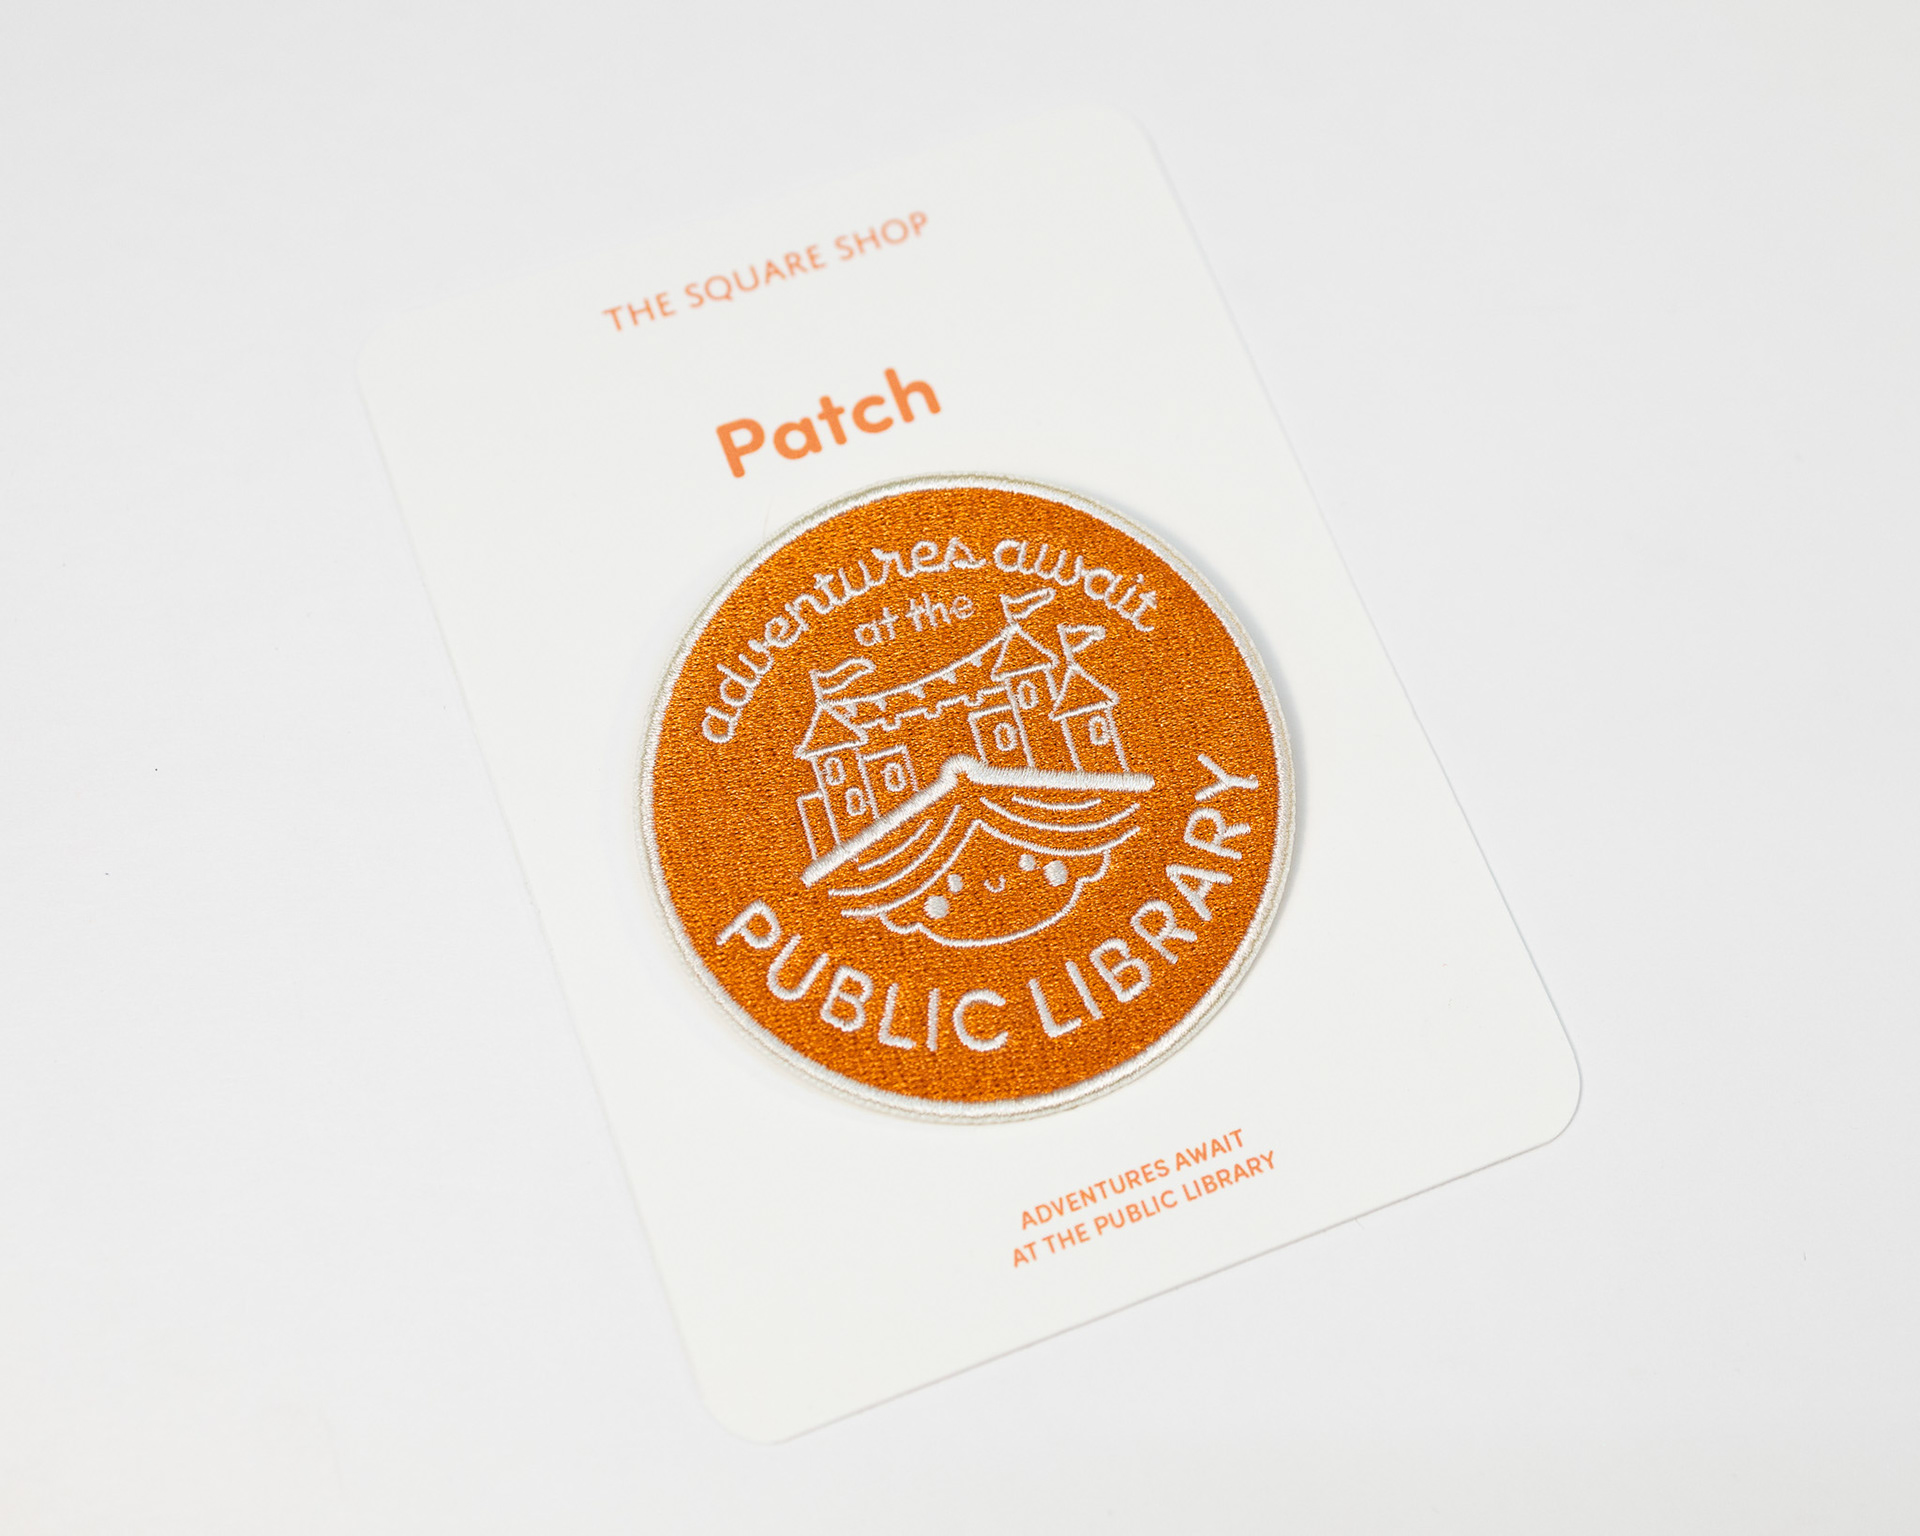 THE SQUARE SHOP
Patch
adventures await
at the
PUBLIC LIBRARY
ADVENTURES AWAIT
AT THE PUBLIC LIBRARY